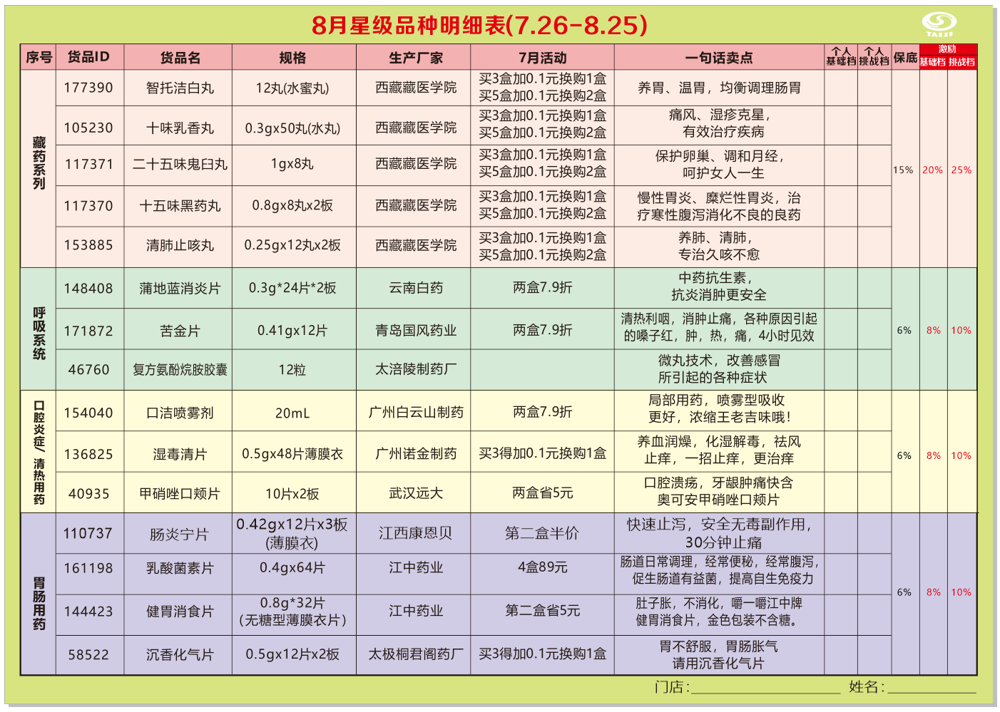 8月星级品种明细表(7.26-8.25)
TAIJI
序号 货品ID 货品名 规格 生产厂家 7月活动 一句话卖点 个人基础档 个人挑战档 保底 激励 基础档 挑战档
藏药系列
177390 智托洁白丸 12丸(水蜜丸) 西藏藏医学院 买3盒加0.1元换购1盒 买5盒加0.1元换购2盒 养胃、温胃，均衡调理肠胃
105230 十味乳香丸 0.3gx50丸(水丸) 西藏藏医学院 买3盒加0.1元换购1盒 买5盒加0.1元换购2盒 痛风、湿疹克星，有效治疗疾病
117371 二十五味鬼臼丸 1gx8丸 西藏藏医学院 买3盒加0.1元换购1盒 买5盒加0.1元换购2盒 保护卵巢、调和月经，呵护女人一生
15% 20% 25%
117370 十五味黑药丸 0.8gx8丸x2板 西藏藏医学院 买3盒加0.1元换购1盒 买5盒加0.1元换购2盒 慢性胃炎、糜烂性胃炎，治疗寒性腹泻消化不良的良药
153885 清肺止咳丸 0.25gx12丸x2板 西藏藏医学院 买3盒加0.1元换购1盒 买5盒加0.1元换购2盒 养肺、清肺，专治久咳不愈
呼吸系统
148408 蒲地蓝消炎片 0.3g*24片*2板 云南白药 两盒7.9折 中药抗生素，抗炎消肿更安全
171872 苦金片 0.41gx12片 青岛国风药业 两盒7.9折 清热利咽，消肿止痛，各种原因引起的嗓子红，肿，热，痛，4小时见效
6% 8% 10%
46760 复方氨酚烷胺胶囊 12粒 太涪陵制药厂 微丸技术，改善感冒所引起的各种症状
口腔炎症/清热用药
154040 口洁喷雾剂 20mL 广州白云山制药 两盒7.9折 局部用药，喷雾型吸收更好，浓缩王老吉味哦！
136825 湿毒清片 0.5gx48片薄膜衣 广州诺金制药 买3得加0.1元换购1盒 养血润燥，化湿解毒，祛风止痒，一招止痒，更治痒
6% 8% 10%
40935 甲硝唑口颊片 10片x2板 武汉远大 两盒省5元 口腔溃疡，牙龈肿痛快含奥可安甲硝唑口颊片
胃肠用药
110737 肠炎宁片 0.42gx12片x3板(薄膜衣) 江西康恩贝 第二盒半价 快速止泻，安全无毒副作用，30分钟止痛
161198 乳酸菌素片 0.4gx64片 江中药业 4盒89元 肠道日常调理，经常便秘，经常腹泻，促生肠道有益菌，提高自生免疫力
6% 8% 10%
144423 健胃消食片 0.8g*32片(无糖型薄膜衣片) 江中药业 第二盒省5元 肚子胀，不消化，嚼一嚼江中牌健胃消食片，金色包装不含糖。
58522 沉香化气片 0.5gx12片x2板 太极桐君阁药厂 买3得加0.1元换购1盒 胃不舒服，胃肠胀气请用沉香化气片
门店: 姓名: